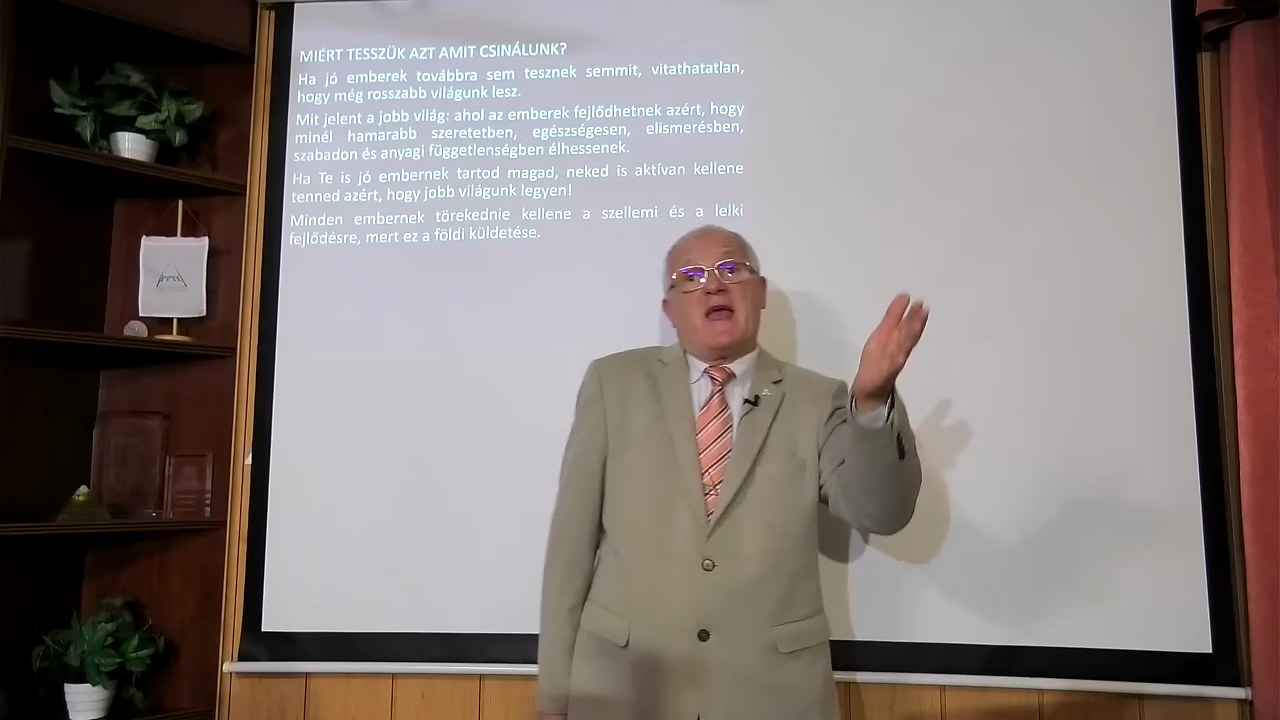 MIÉRT TESSZÜK AZT AMIT CSINÁLUNK?
Ha jó emberek továbbra sem tesznek semmit, vitathatatlan,
hogy még rosszabb világunk lesz.
Mit jelent a jobb világ: ahol az emberek fejlődhetnek azért, hogy
minél hamarabb szeretetben, egészségesen, elismerésben,
szabadon és anyagi függetlenségben élhessenek.
Ha Te is jó embernek tartod magad, neked is aktívan kellene
tenned azért, hogy jobb világunk legyen!
Minden embernek törekednie kellene a szellemi és a lelki
fejlődésre, mert ez a földi küldetése.